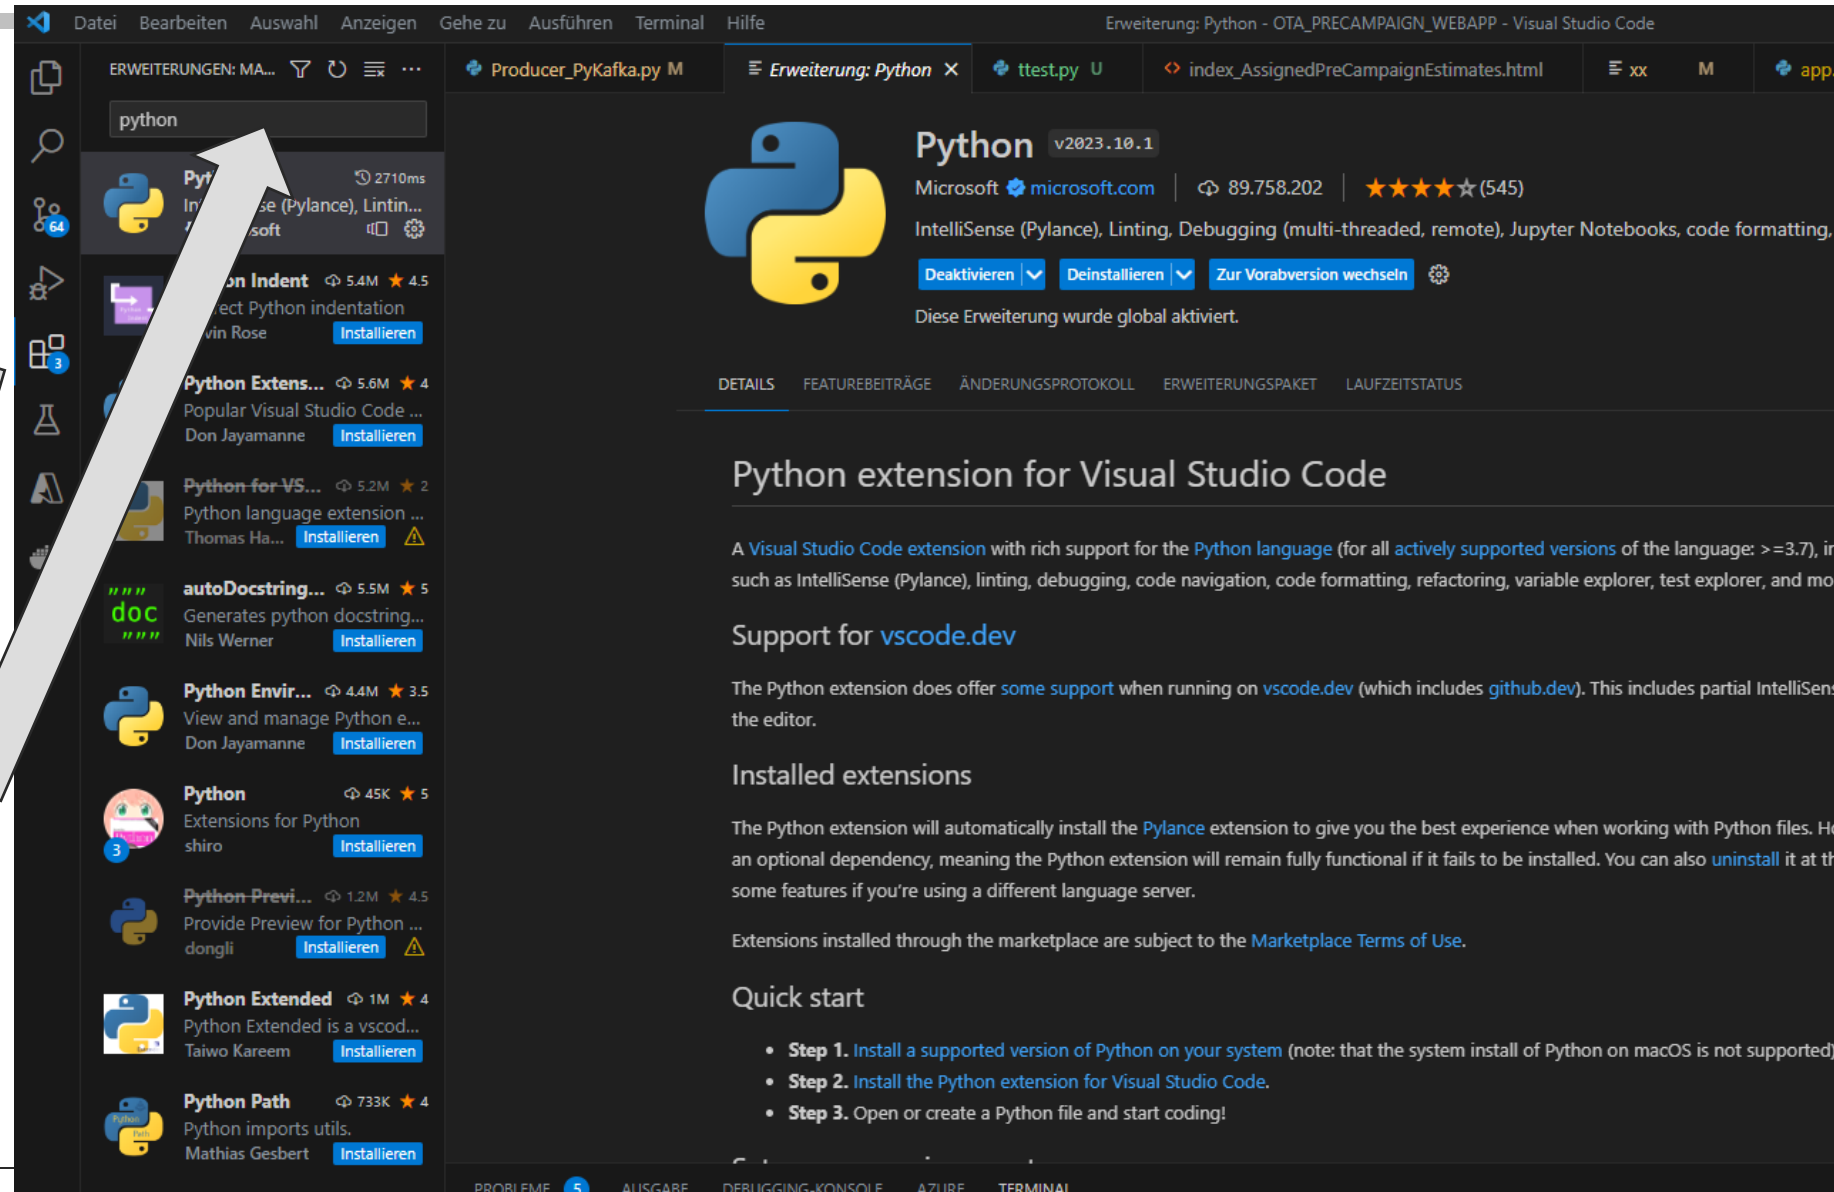 Datei Bearbeiten Auswahl Anzeigen Gehe zu Ausführen Terminal Hilfe Erweiterung: Python - OTA_PRECAMPAIGN_WEBAPP - Visual Studio Code
ERWEITERUNGEN: MA... ···
Producer_PyKafka.py M Erweiterung: Python ttest.py U index_AssignedPreCampaignEstimates.html xx M app.
python
2710ms
(Pylance), Lintin...
Indent 5.4M 4.5
Python indentation
Rose Installieren
Python Extens... 5.6M 4
Popular Visual Studio Code ...
Don Jayamanne Installieren
Python for VS... 5.2M 2
Python language extension ...
Thomas Ha... Installieren
""" doc """
autoDocstring... 5.5M 5
Generates python docstring...
Nils Werner Installieren
Python Envir... 4.4M 3.5
View and manage Python e...
Don Jayamanne Installieren
Python 45K 5
Extensions for Python
shiro Installieren
Python Previ... 1.2M 4.5
Provide Preview for Python ...
dongli Installieren
Python Extended 1M 4
Python Extended is a vscod...
Taiwo Kareem Installieren
Python Path 733K 4
Python imports utils.
Mathias Gesbert Installieren
64
3
3
Python v2023.10.1
Microsoft microsoft.com 89.758.202 (545)
IntelliSense (Pylance), Linting, Debugging (multi-threaded, remote), Jupyter Notebooks, code formatting,
Deaktivieren Deinstallieren Zur Vorabversion wechseln
Diese Erweiterung wurde global aktiviert.
DETAILS FEATUREBEITRÄGE ÄNDERUNGSPROTOKOLL ERWEITERUNGSPAKET LAUFZEITSTATUS
Python extension for Visual Studio Code
A Visual Studio Code extension with rich support for the Python language (for all actively supported versions of the language: >=3.7), in
such as IntelliSense (Pylance), linting, debugging, code navigation, code formatting, refactoring, variable explorer, test explorer, and mo
Support for vscode.dev
The Python extension does offer some support when running on vscode.dev (which includes github.dev). This includes partial IntelliSens
the editor.
Installed extensions
The Python extension will automatically install the Pylance extension to give you the best experience when working with Python files. Ho
an optional dependency, meaning the Python extension will remain fully functional if it fails to be installed. You can also uninstall it at th
some features if you're using a different language server.
Extensions installed through the marketplace are subject to the Marketplace Terms of Use.
Quick start
• Step 1. Install a supported version of Python on your system (note: that the system install of Python on macOS is not supported)
• Step 2. Install the Python extension for Visual Studio Code.
• Step 3. Open or create a Python file and start coding!
PROBLEME 5 AUSGABE DEBUGGING-KONSOLE AZURE TERMINAL